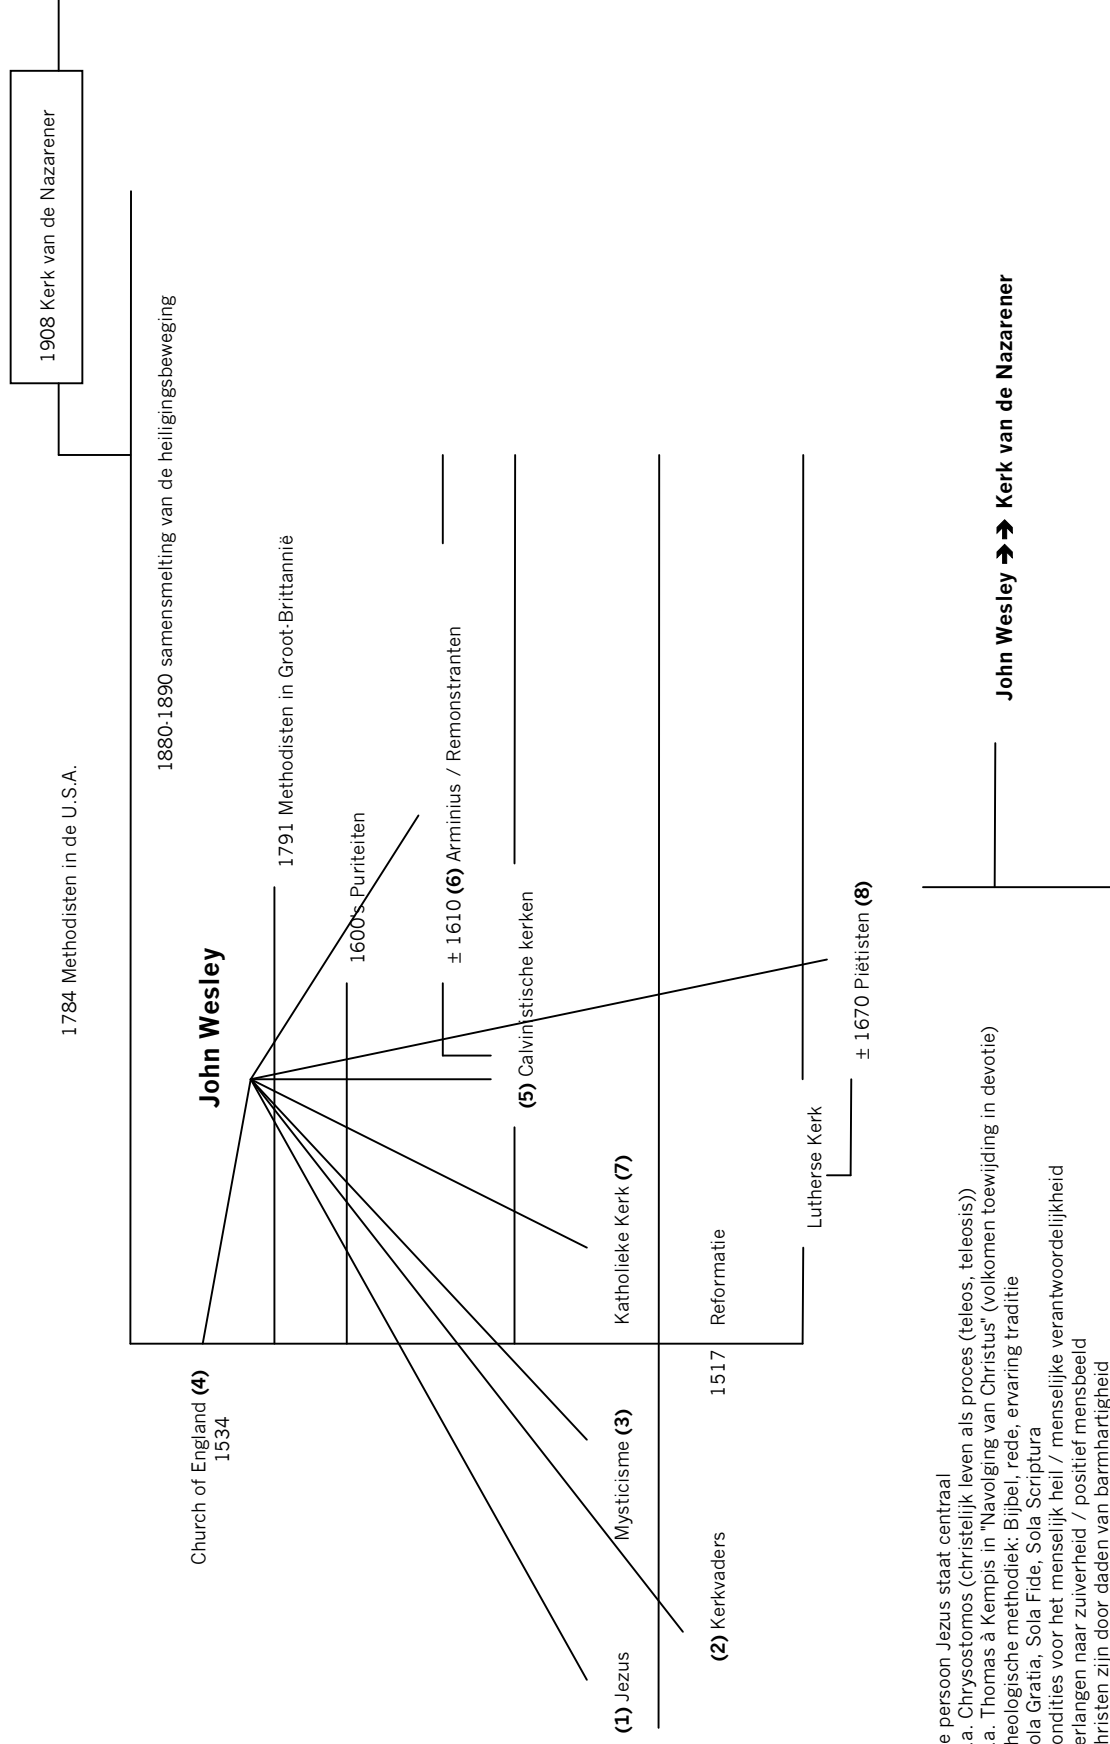 1908 Kerk van de Nazarener
1784 Methodisten in de U.S.A.
1880-1890 samensmelting van de heiligingsbeweging
John Wesley
Church of England (4)
1534
1791 Methodisten in Groot-Brittannië
1600's Puriteiten
± 1610 (6) Arminius / Remonstranten
(5) Calvinistische kerken
Katholieke Kerk (7)
Mysticisme (3)
(1) Jezus
(2) Kerkvaders
1517 Reformatie
Lutherse Kerk
± 1670 Piëtisten (8)
John Wesley ➔➔ Kerk van de Nazarener
e persoon Jezus staat centraal
.a. Chrysostomos (christelijk leven als proces (teleos, teleosis))
.a. Thomas à Kempis in "Navolging van Christus" (volkomen toewijding in devotie)
heologische methodiek: Bijbel, rede, ervaring traditie
ola Gratia, Sola Fide, Sola Scriptura
ondities voor het menselijk heil / menselijke verantwoordelijkheid
erlangen naar zuiverheid / positief mensbeeld
hristen zijn door daden van barmhartigheid